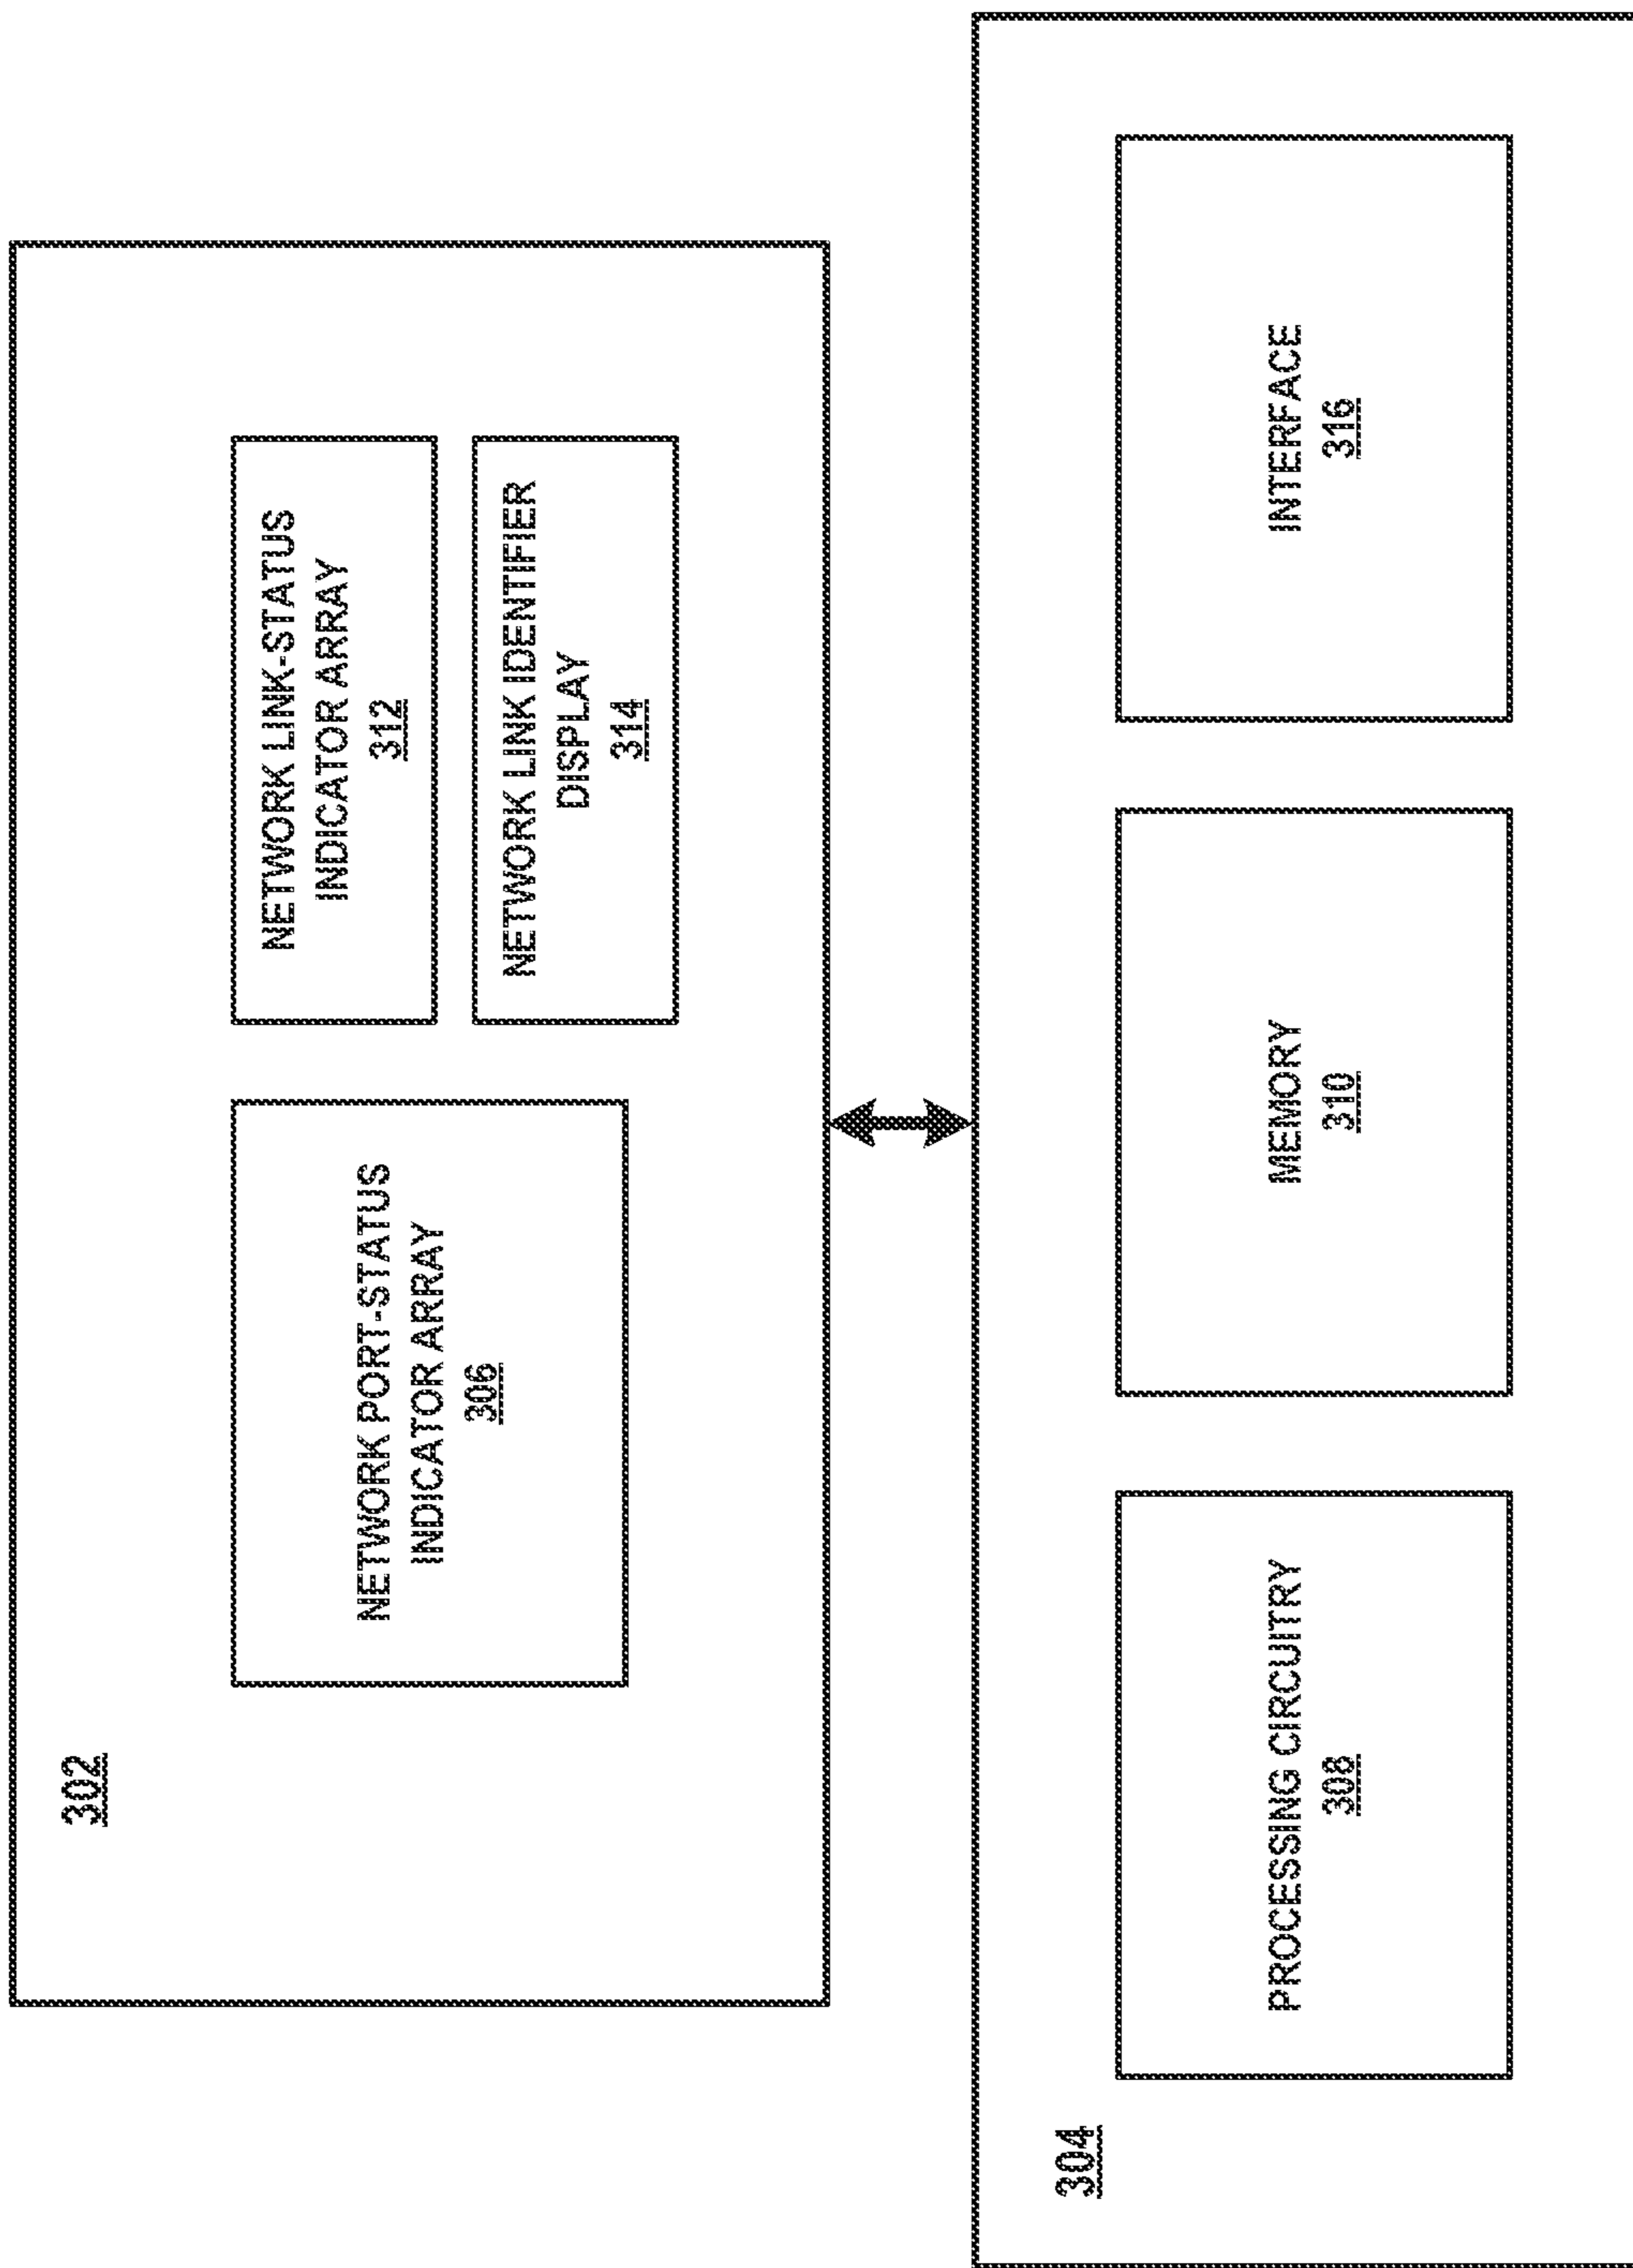 302
NETWORK PORT-STATUS
INDICATOR ARRAY
306
NETWORK LINK-STATUS
INDICATOR ARRAY
312
NETWORK LINK IDENTIFIER
DISPLAY
314
304
PROCESSING CIRCUITRY
308
MEMORY
310
INTERFACE
316